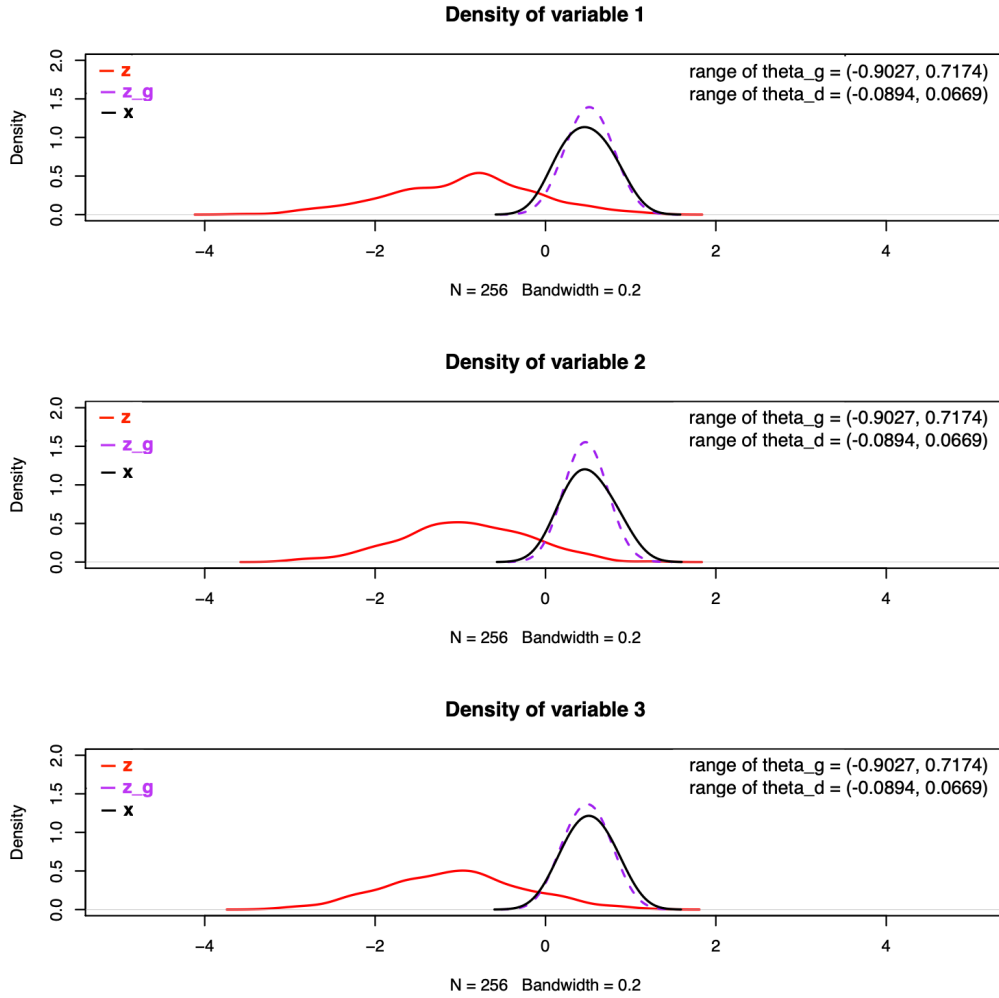 Density of variable 1
Density
0.0 0.5 1.0 1.5 2.0
z
z_g
x
range of theta_g = (-0.9027, 0.7174)
range of theta_d = (-0.0894, 0.0669)
−4 −2 0 2 4
N = 256 Bandwidth = 0.2
Density of variable 2
Density
0.0 0.5 1.0 1.5 2.0
z
z_g
x
range of theta_g = (-0.9027, 0.7174)
range of theta_d = (-0.0894, 0.0669)
−4 −2 0 2 4
N = 256 Bandwidth = 0.2
Density of variable 3
Density
0.0 0.5 1.0 1.5 2.0
z
z_g
x
range of theta_g = (-0.9027, 0.7174)
range of theta_d = (-0.0894, 0.0669)
−4 −2 0 2 4
N = 256 Bandwidth = 0.2